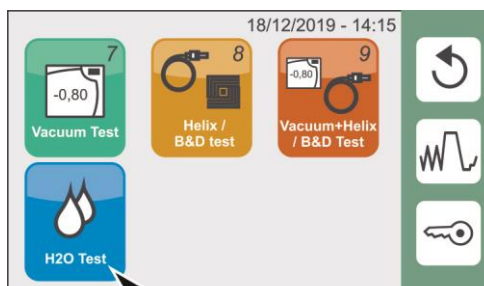 18/12/2019 - 14:15
7
-0,80
Vacuum Test
8
Helix /
B&D test
9
-0,80
Vacuum+Helix
/ B&D Test
H2O Test